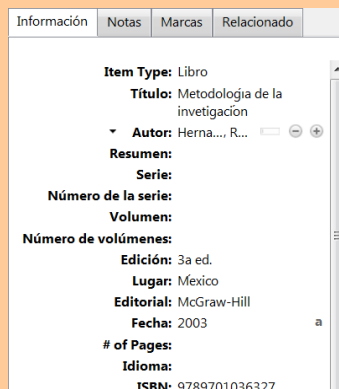 Información Notas Marcas Relacionado
Item Type: Libro
Título: Metodologia de la
invetigacíon
Autor: Herna..., R...
Resumen:
Serie:
Número de la serie:
Volumen:
Número de volúmenes:
Edición: 3a ed.
Lugar: Mexico
Editorial: McGraw-Hill
Fecha: 2003 a
# of Pages:
Idioma:
ISBN: 9789701036327